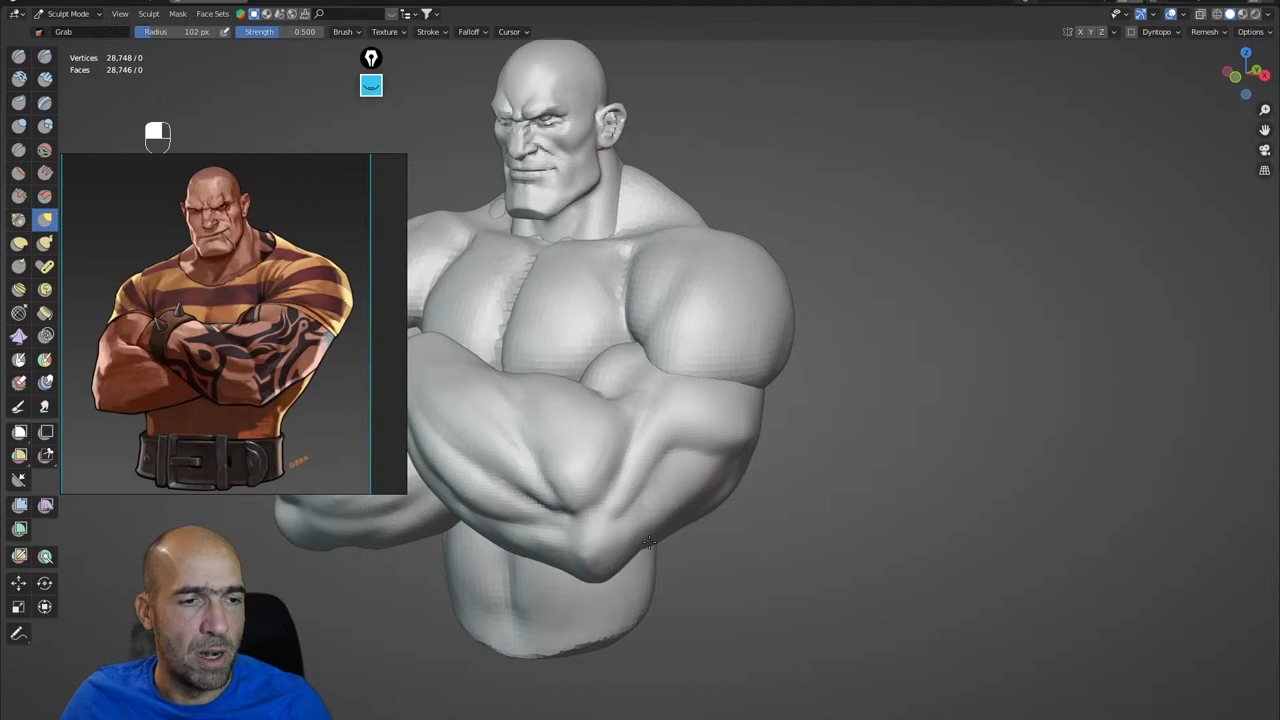 Sculpt Mode View Sculpt Mask Face Sets
Grab Radius 102 px Strength 0.500 Brush Texture Stroke Falloff Cursor X Y Z Dyntopo Remesh Options
Vertices 28,748 / 0
Faces 28,746 / 0
Z
Y
X